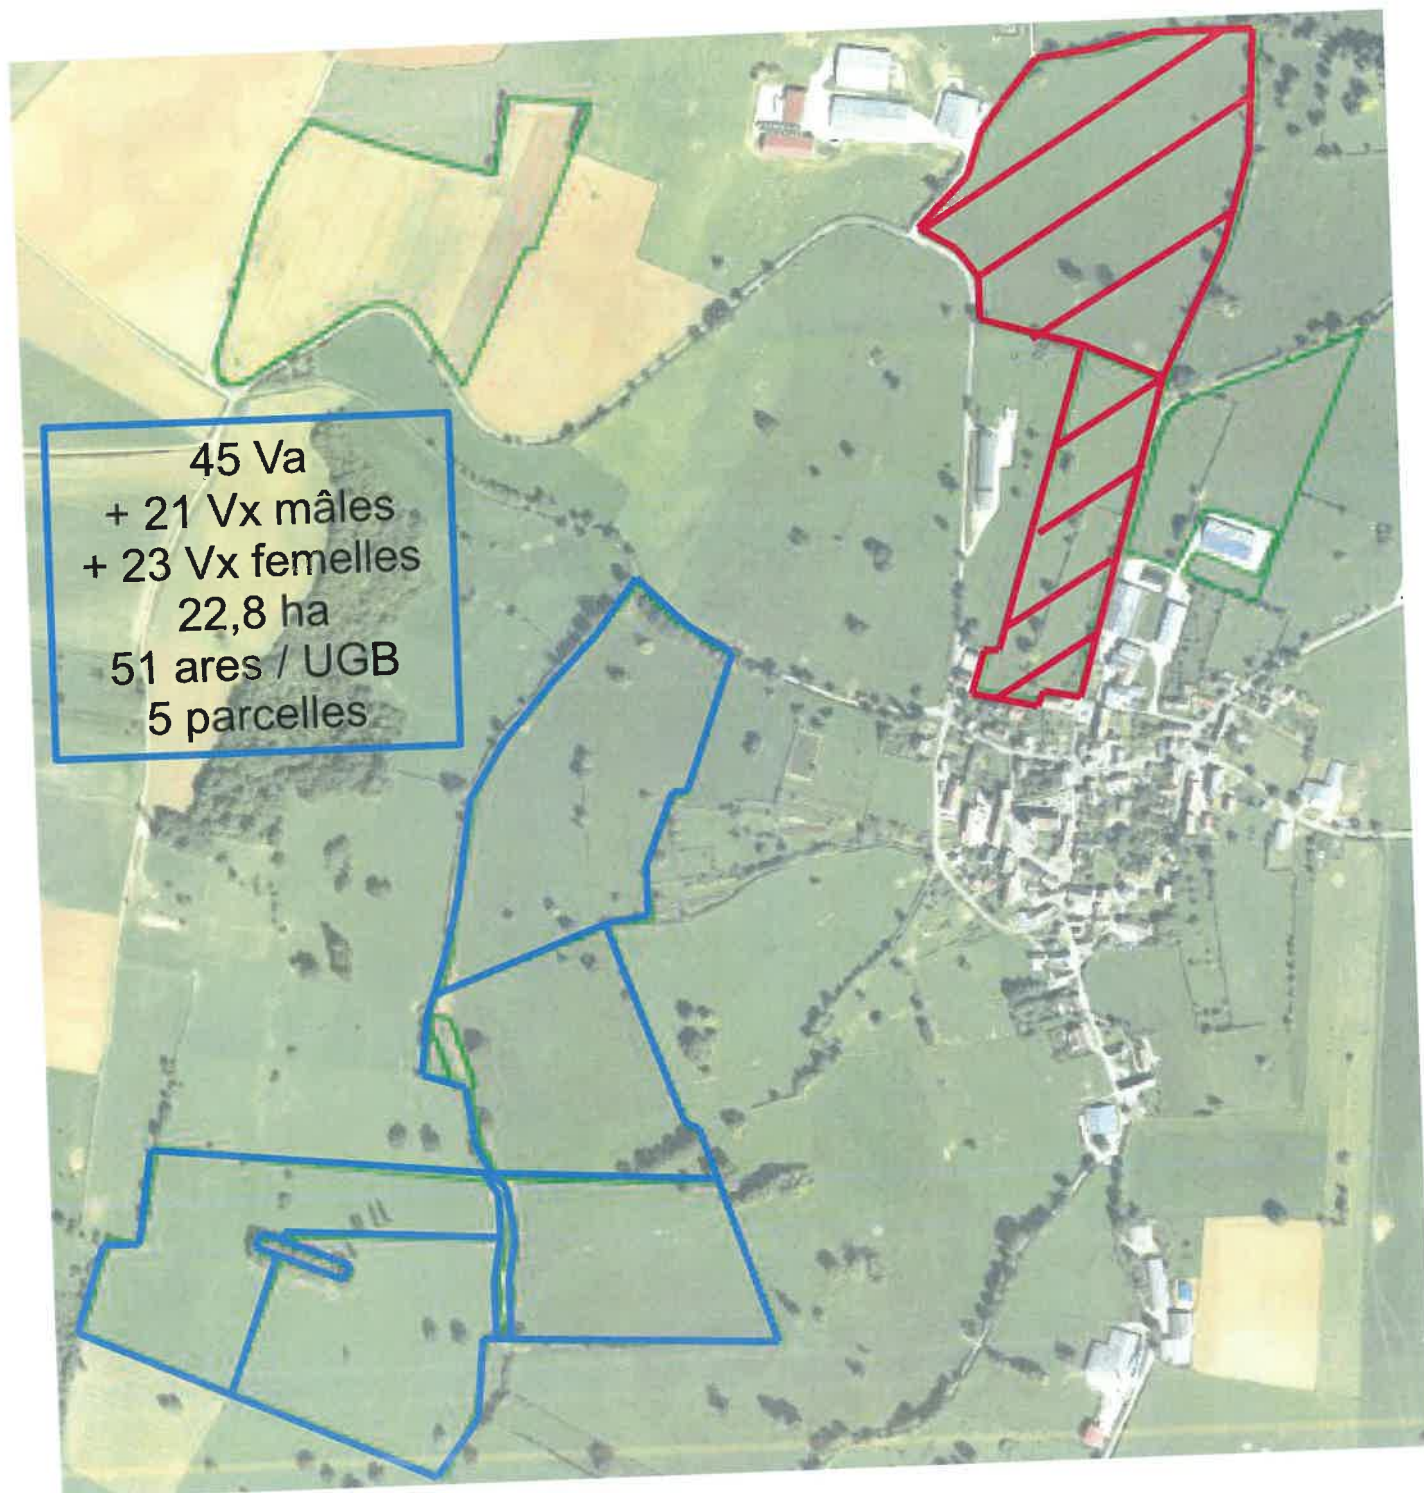 45 Va
+ 21 Vx mâles
+ 23 Vx femelles
22,8 ha
51 ares / UGB
5 parcelles